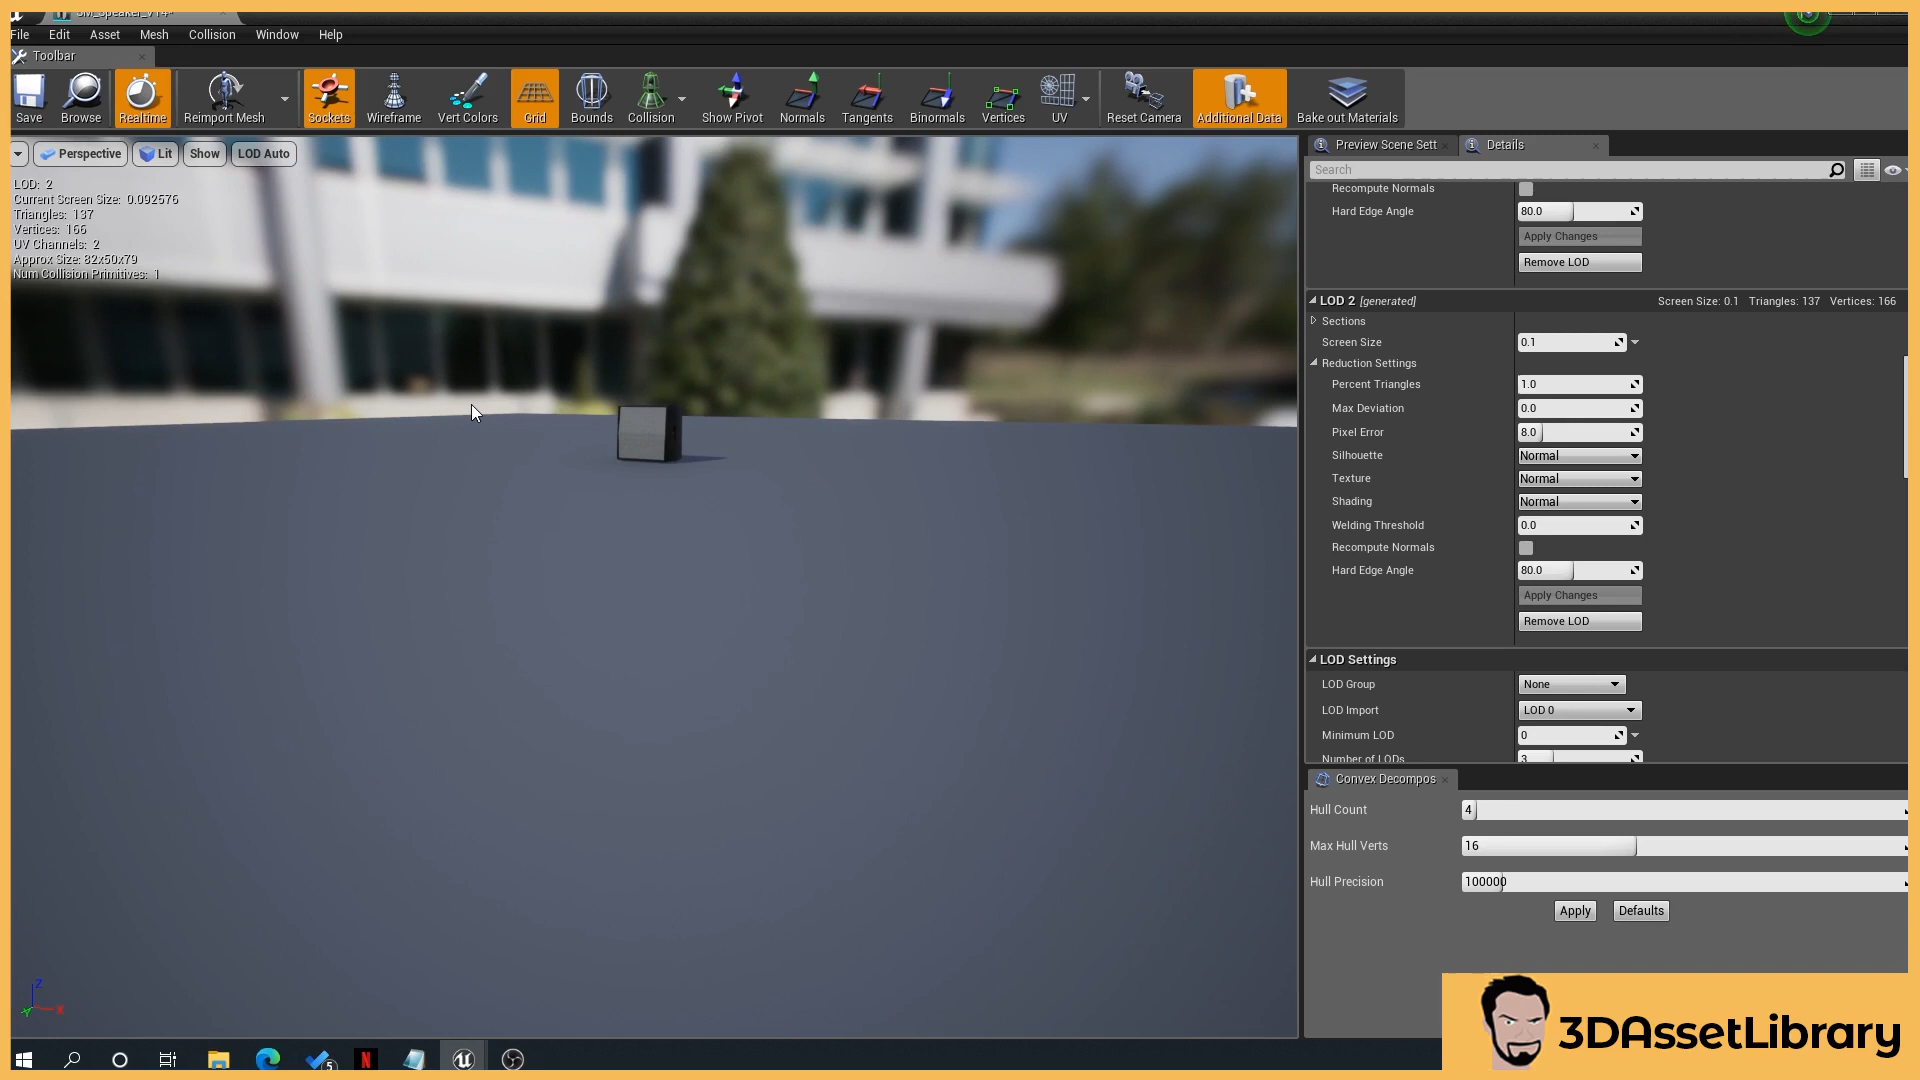 SM_Speaker_V14*
File Edit Asset Mesh Collision Window Help
Toolbar
Save Browse Realtime Reimport Mesh Sockets Wireframe Vert Colors Grid Bounds Collision Show Pivot Normals Tangents Binormals Vertices UV Reset Camera Additional Data Bake out Materials
Perspective Lit Show LOD Auto
LOD: 2
Current Screen Size: 0.092576
Triangles: 137
Vertices: 166
UV Channels: 2
Approx Size: 82x50x79
Num Collision Primitives: 1
Z
X
Y
Preview Scene Sett Details
Search
Recompute Normals
Hard Edge Angle 80.0
Apply Changes
Remove LOD
LOD 2 [generated] Screen Size: 0.1 Triangles: 137 Vertices: 166
Sections
Screen Size 0.1
Reduction Settings
Percent Triangles 1.0
Max Deviation 0.0
Pixel Error 8.0
Silhouette Normal
Texture Normal
Shading Normal
Welding Threshold 0.0
Recompute Normals
Hard Edge Angle 80.0
Apply Changes
Remove LOD
LOD Settings
LOD Group None
LOD Import LOD 0
Minimum LOD 0
Number of LODs 3
Convex Decompos
Hull Count 4
Max Hull Verts 16
Hull Precision 100000
Apply Defaults
3DAssetLibrary
5
N